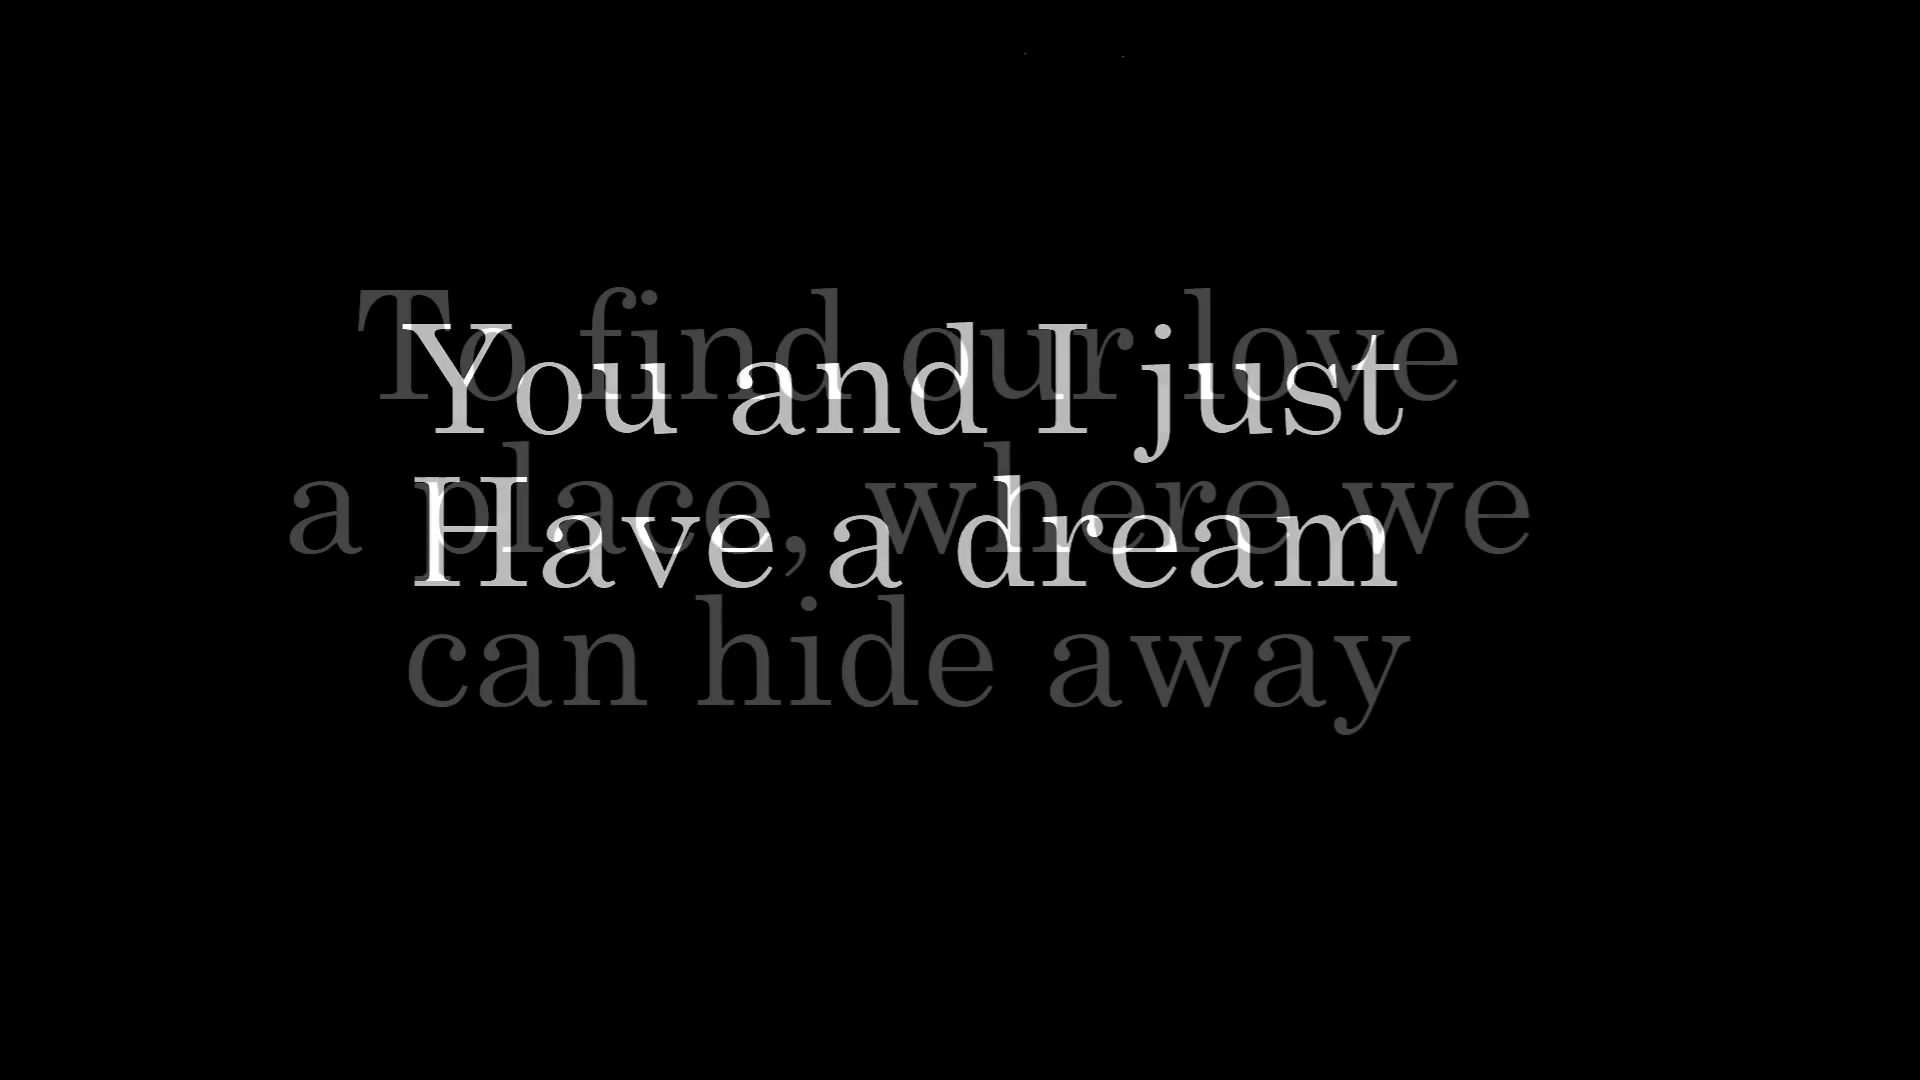 You and I just
Have a dream
To find our love
a place, where we
can hide away